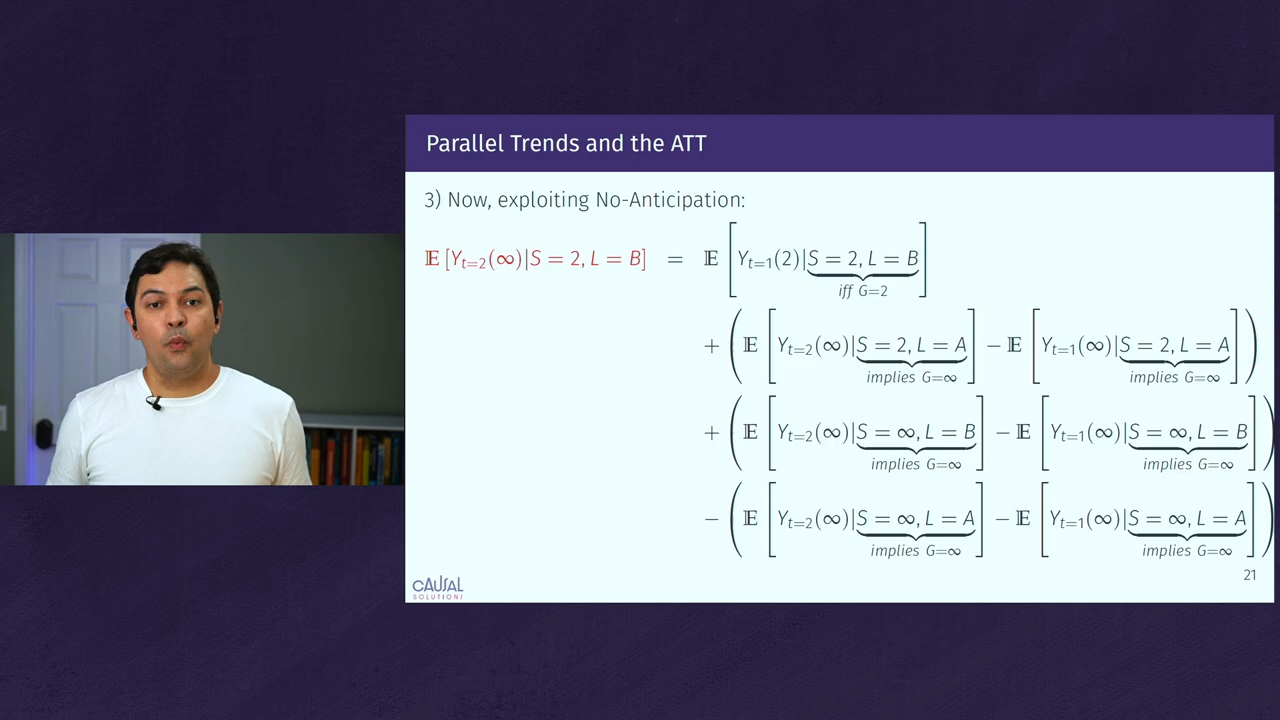 Parallel Trends and the ATT
3) Now, exploiting No-Anticipation:
𝔼 [Y_{t=2}(∞)|S = 2, L = B] = 𝔼 [Y_{t=1}(2)|S = 2, L = B]
iff G=2
+ (𝔼 [Y_{t=2}(∞)|S = 2, L = A] − 𝔼 [Y_{t=1}(∞)|S = 2, L = A])
implies G=∞ implies G=∞
+ (𝔼 [Y_{t=2}(∞)|S = ∞, L = B] − 𝔼 [Y_{t=1}(∞)|S = ∞, L = B])
implies G=∞ implies G=∞
− (𝔼 [Y_{t=2}(∞)|S = ∞, L = A] − 𝔼 [Y_{t=1}(∞)|S = ∞, L = A])
implies G=∞ implies G=∞
21
CAUSAL
SOLUTIONS